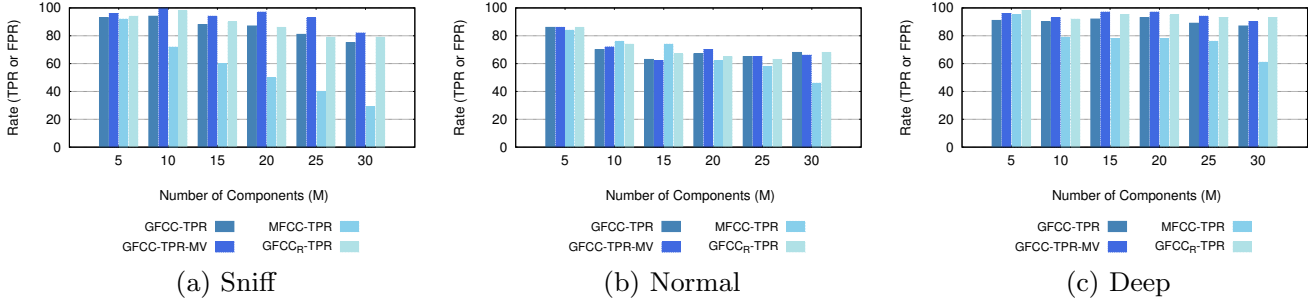 100
80
60
40
20
0
Rate (TPR or FPR)
5 10 15 20 25 30
Number of Components (M)
GFCC-TPR MFCC-TPR
GFCC-TPR-MV GFCC_R-TPR
(a) Sniff
100
80
60
40
20
0
Rate (TPR or FPR)
5 10 15 20 25 30
Number of Components (M)
GFCC-TPR MFCC-TPR
GFCC-TPR-MV GFCC_R-TPR
(b) Normal
100
80
60
40
20
0
Rate (TPR or FPR)
5 10 15 20 25 30
Number of Components (M)
GFCC-TPR MFCC-TPR
GFCC-TPR-MV GFCC_R-TPR
(c) Deep